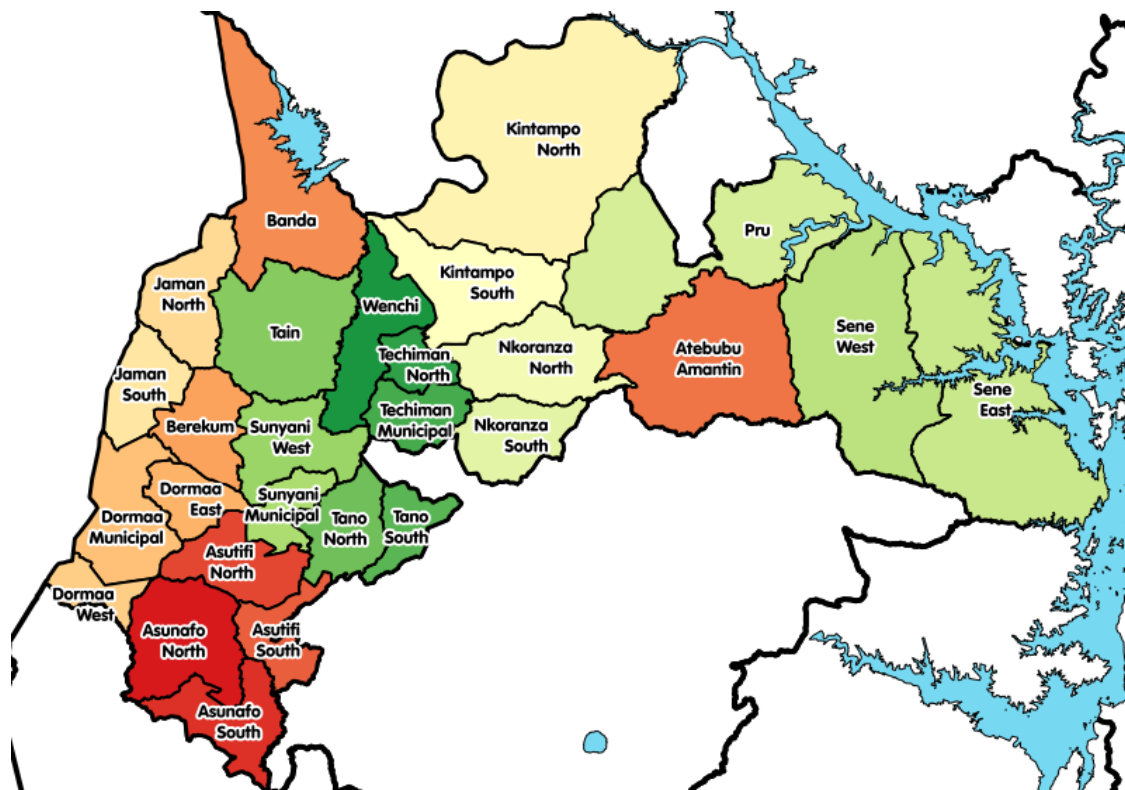 Kintampo
North
Banda
Pru
Kintampo
South
Jaman
North
Wenchi
Tain
Sene
West
Techiman
North
Nkoranza
North
Atebubu
Amantin
Jaman
South
Sene
East
Berekum
Sunyani
West
Techiman
Municipal
Nkoranza
South
Dormaa
East
Sunyani
Municipal
Dormaa
Municipal
Tano
North
Tano
South
Asutifi
North
Dormaa
West
Asunafo
North
Asutifi
South
Asunafo
South